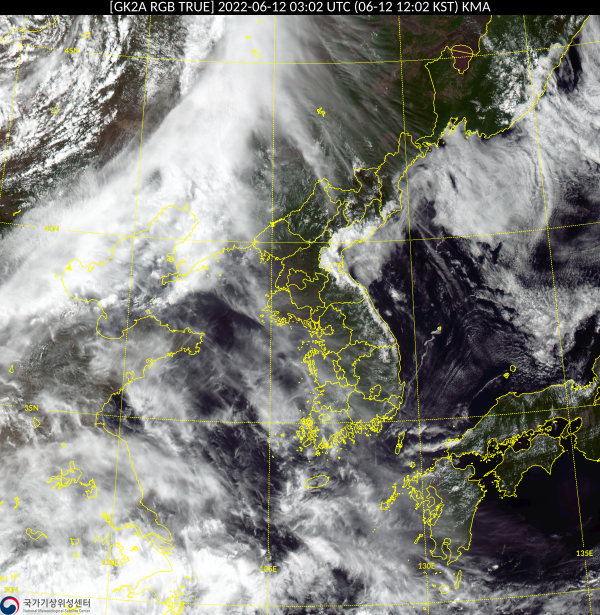 [GK2A RGB TRUE] 2022-06-12 03:02 UTC (06-12 12:02 KST) KMA
35N
130E
135E
국가기상위성센터
National Meteorological Satellite Center